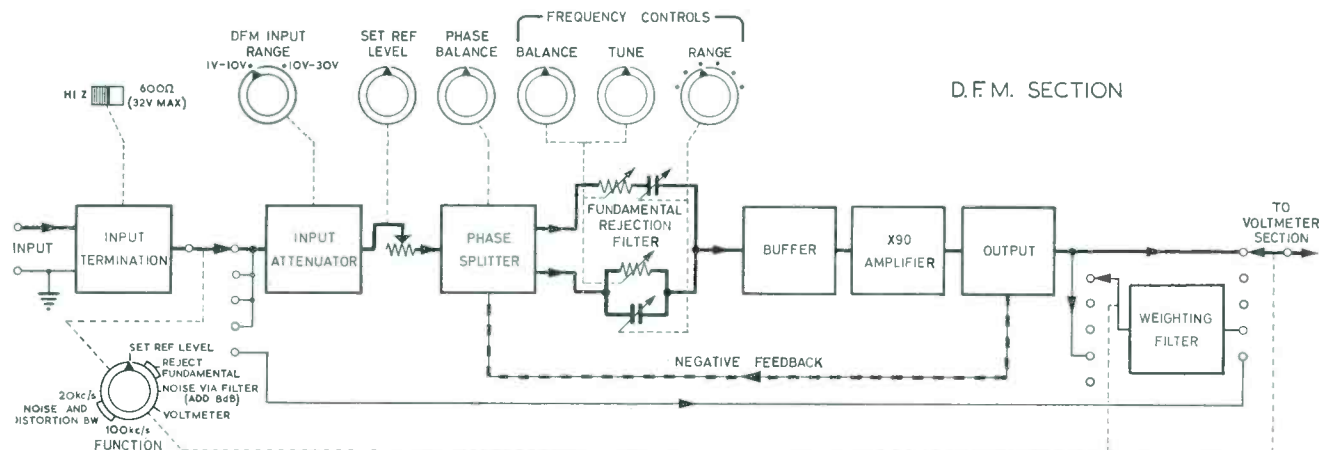 FREQUENCY CONTROLS
DFM INPUT
RANGE
1V-10V
10V-30V
SET REF
LEVEL
PHASE
BALANCE
BALANCE
TUNE
RANGE
D.F.M. SECTION
HI Z
600Ω
(32V MAX)
INPUT
INPUT
TERMINATION
INPUT
ATTENUATOR
PHASE
SPLITTER
FUNDAMENTAL
REJECTION
FILTER
BUFFER
X90
AMPLIFIER
OUTPUT
TO
VOLTMETER
SECTION
WEIGHTING
FILTER
NEGATIVE FEEDBACK
SET REF LEVEL
REJECT
FUNDAMENTAL
NOISE VIA FILTER
(ADD 8dB)
VOLTMETER
20kc/s
NOISE AND
DISTORTION BW
100kc/s
FUNCTION